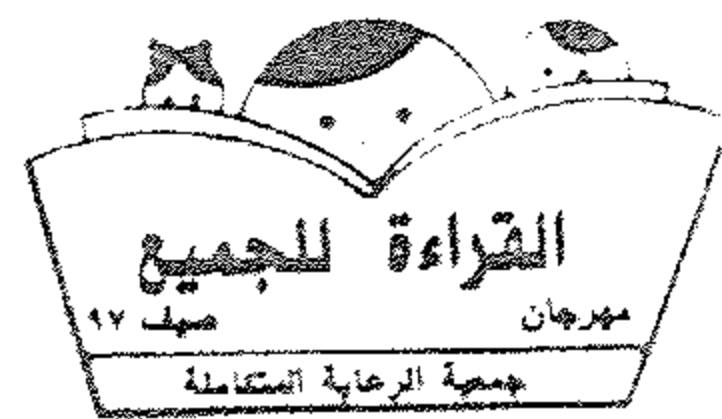 القراءة للجميع
مهرجان صيف ٩٧
جمعية الرعاية المتكاملة